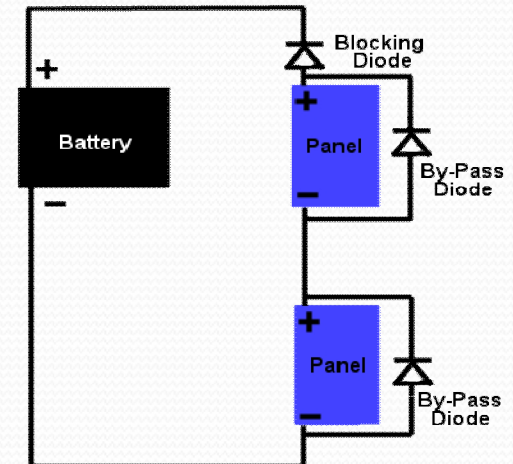 Blocking
Diode
+
Battery
−
+
Panel
−
By-Pass
Diode
+
Panel
−
By-Pass
Diode